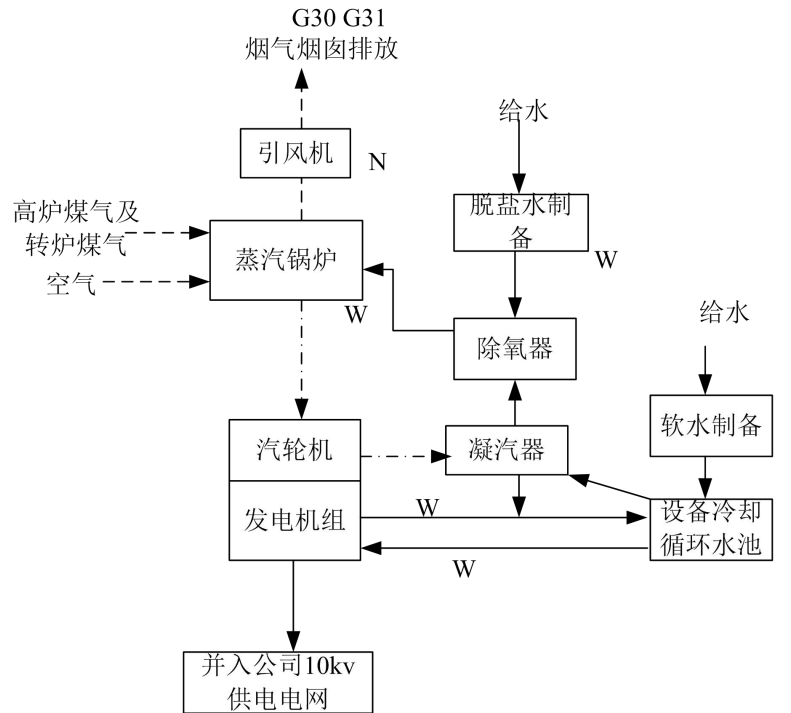 G30 G31
烟气烟囱排放
引风机
N
给水
高炉煤气及
转炉煤气
空气
蒸汽锅炉
W
脱盐水制
备
W
除氧器
给水
汽轮机
凝汽器
软水制备
发电机组
W
设备冷却
循环水池
W
并入公司10kv
供电电网